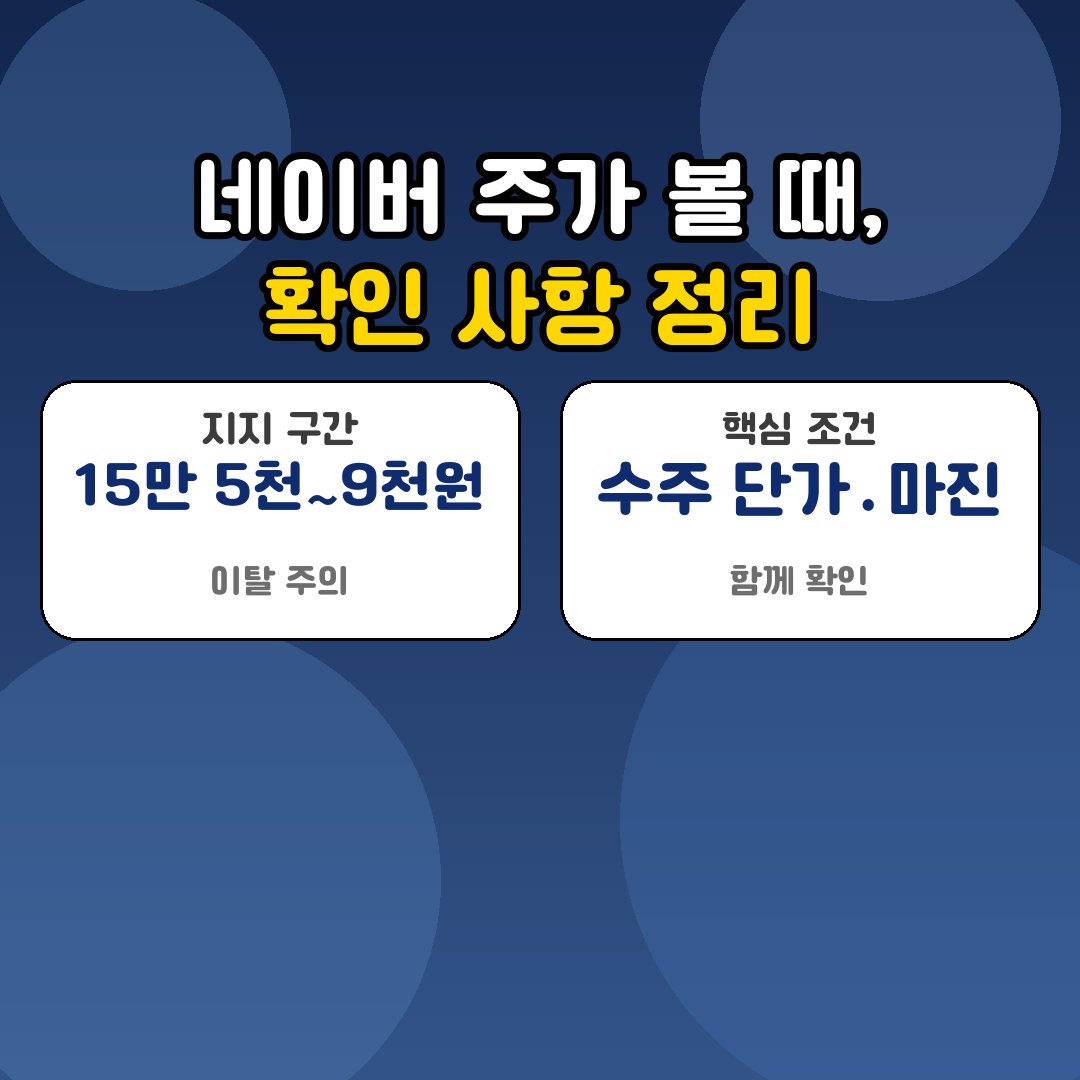 네이버 주가 볼 때,
확인 사항 정리
지지 구간
15만 5천~9천원
이탈 주의
핵심 조건
수주 단가·마진
함께 확인